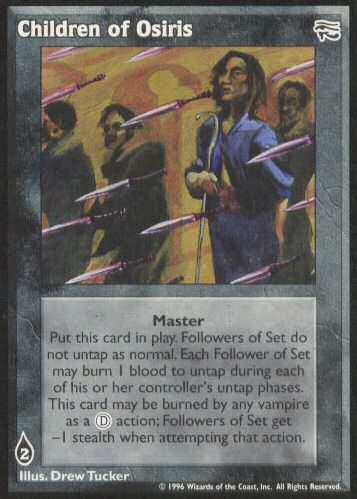 Children of Osiris
Master
Put this card in play. Followers of Set do
not untap as normal. Each Follower of Set
may burn 1 blood to untap during each
of his or her controller's untap phases.
This card may be burned by any vampire
as a Ⓓ action; Followers of Set get
–1 stealth when attempting that action.
2
Illus. Drew Tucker
© 1996 Wizards of the Coast, Inc. All Rights Reserved.